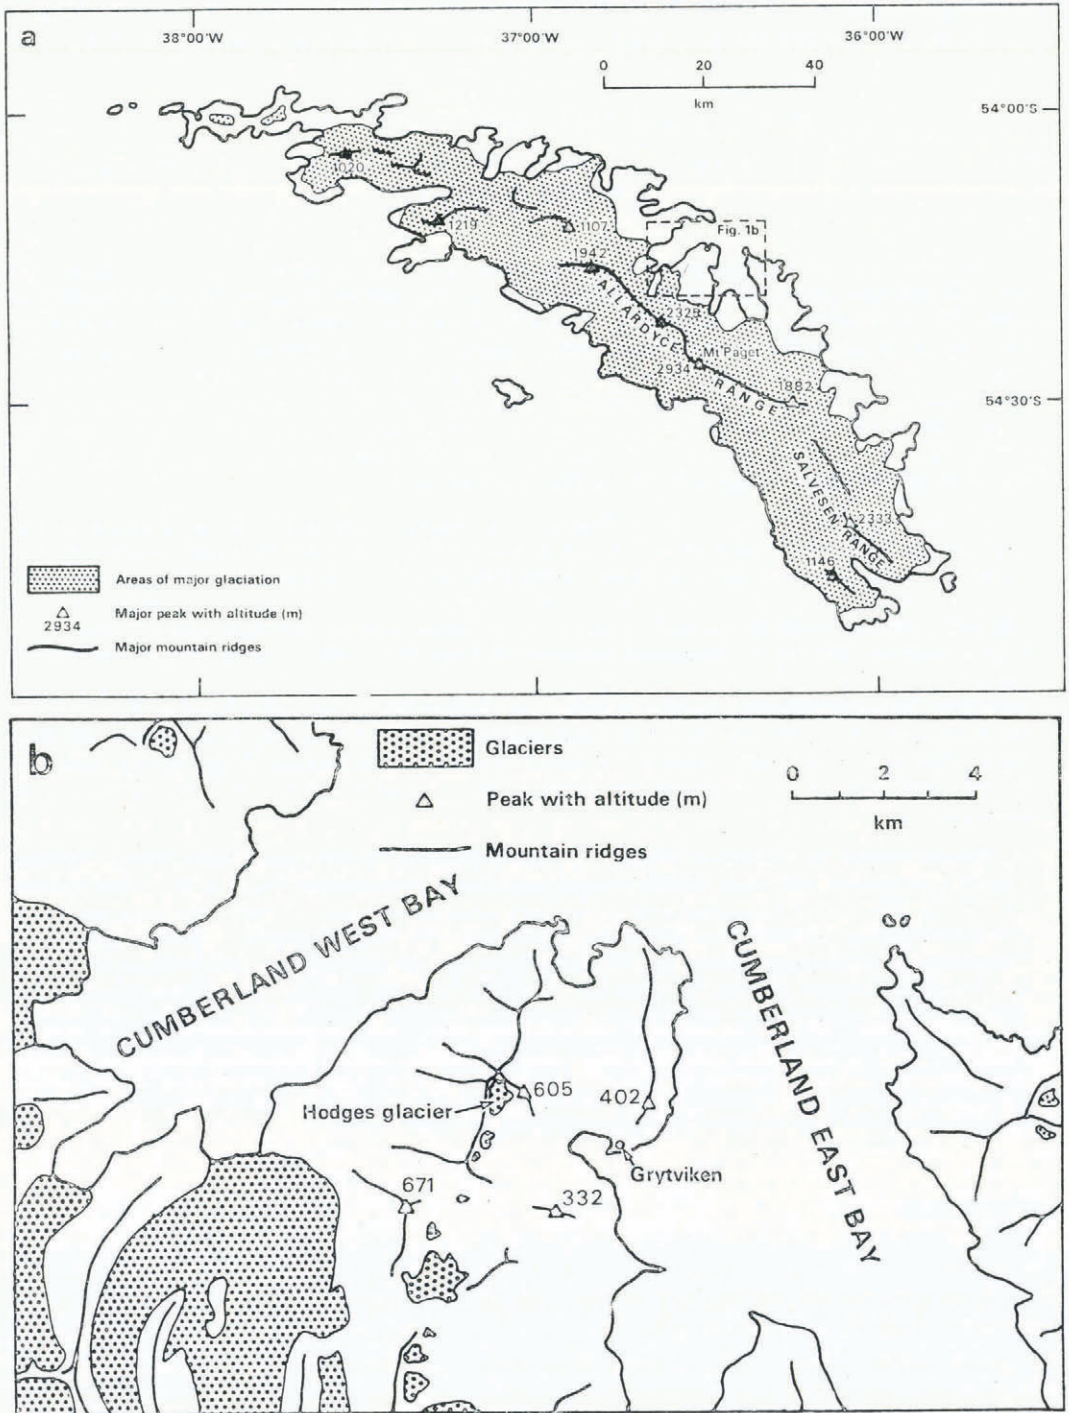 a
38°00'W
37°00'W
36°00'W
0 20 40
km
54°00'S
1020
1219
1107
Fig. 1b
1942
ALLARDYCE RANGE
2325
Mt Paget
2934
1882
54°30'S
SALVESEN RANGE
2333
1146
Areas of major glaciation
Major peak with altitude (m)
2934
Major mountain ridges
b
Glaciers
Peak with altitude (m)
Mountain ridges
0 2 4
km
CUMBERLAND WEST BAY
CUMBERLAND EAST BAY
605
402
Hodges glacier
Grytviken
671
332